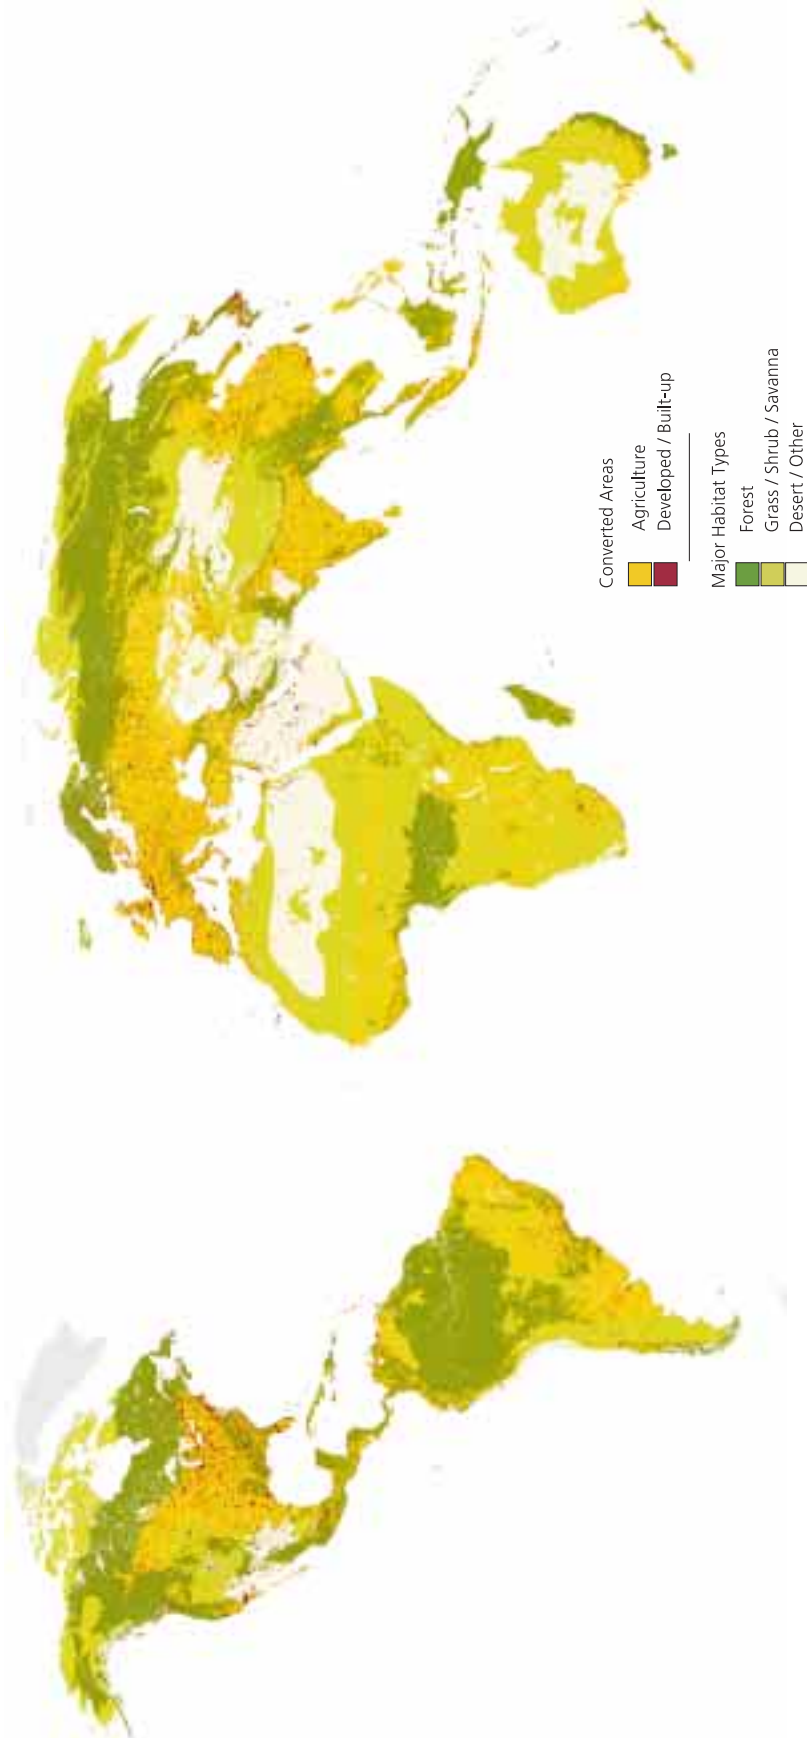 Converted Areas
Agriculture
Developed / Built-up
Major Habitat Types
Forest
Grass / Shrub / Savanna
Desert / Other